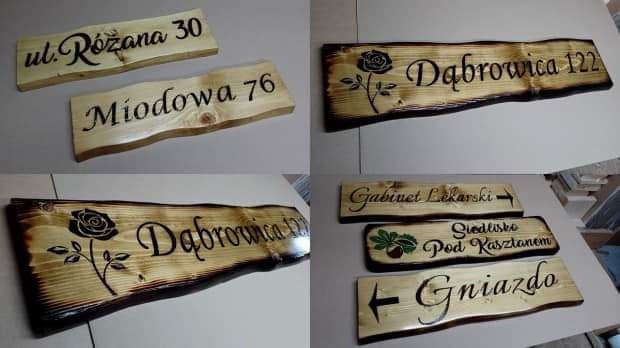 ul. Różana 30
Miodowa 76
Dąbrowica 122
Dąbrowica 122
Gabinet Lekarski
Siedlisko
Pod Kasztanem
Gniazdo